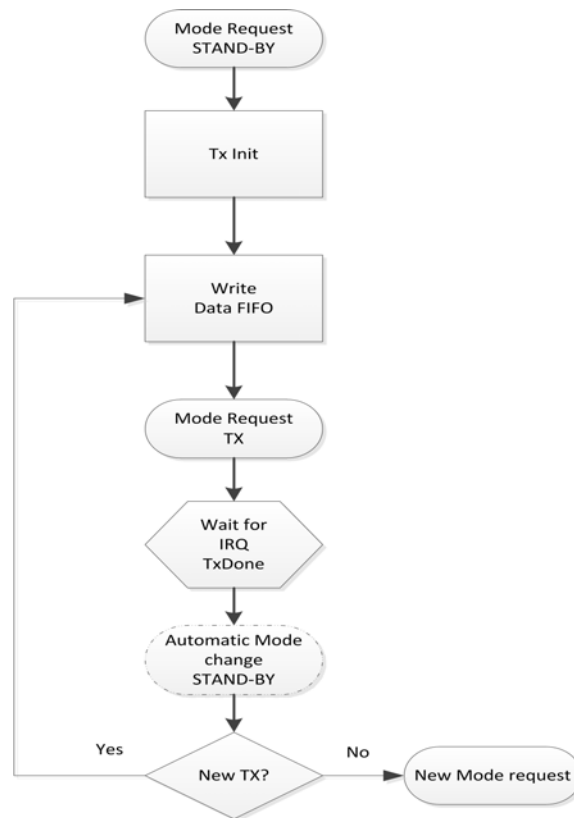 Mode Request
STAND-BY
Tx Init
Write
Data FIFO
Mode Request
TX
Wait for
IRQ
TxDone
Automatic Mode
change
STAND-BY
Yes
New TX?
No
New Mode request